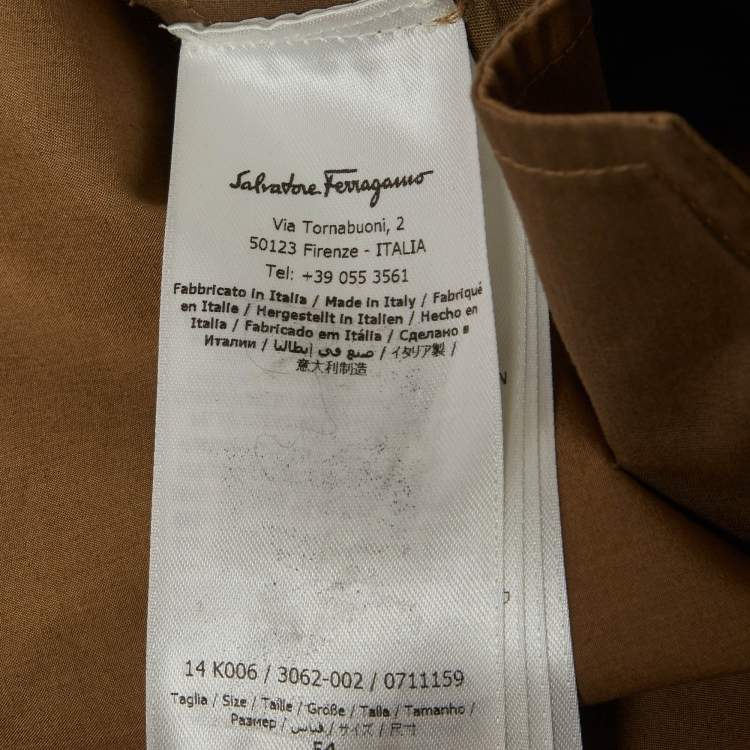 Salvatore Ferragamo
Via Tornabuoni, 2
50123 Firenze - ITALIA
Tel: +39 055 3561
Fabbricato in Italia / Made in Italy / Fabriqué
en Italie / Hergestellt in Italien / Hecho en
Italia / Fabricado em Itália / Сделано в
Италии / صنع في إيطاليا / イタリア製 /
意大利制造
14 K006 / 3062-002 / 0711159
Taglia / Size / Taille / Größe / Talla / Tamanho /
Размер / قياس / サイズ / 尺寸
54